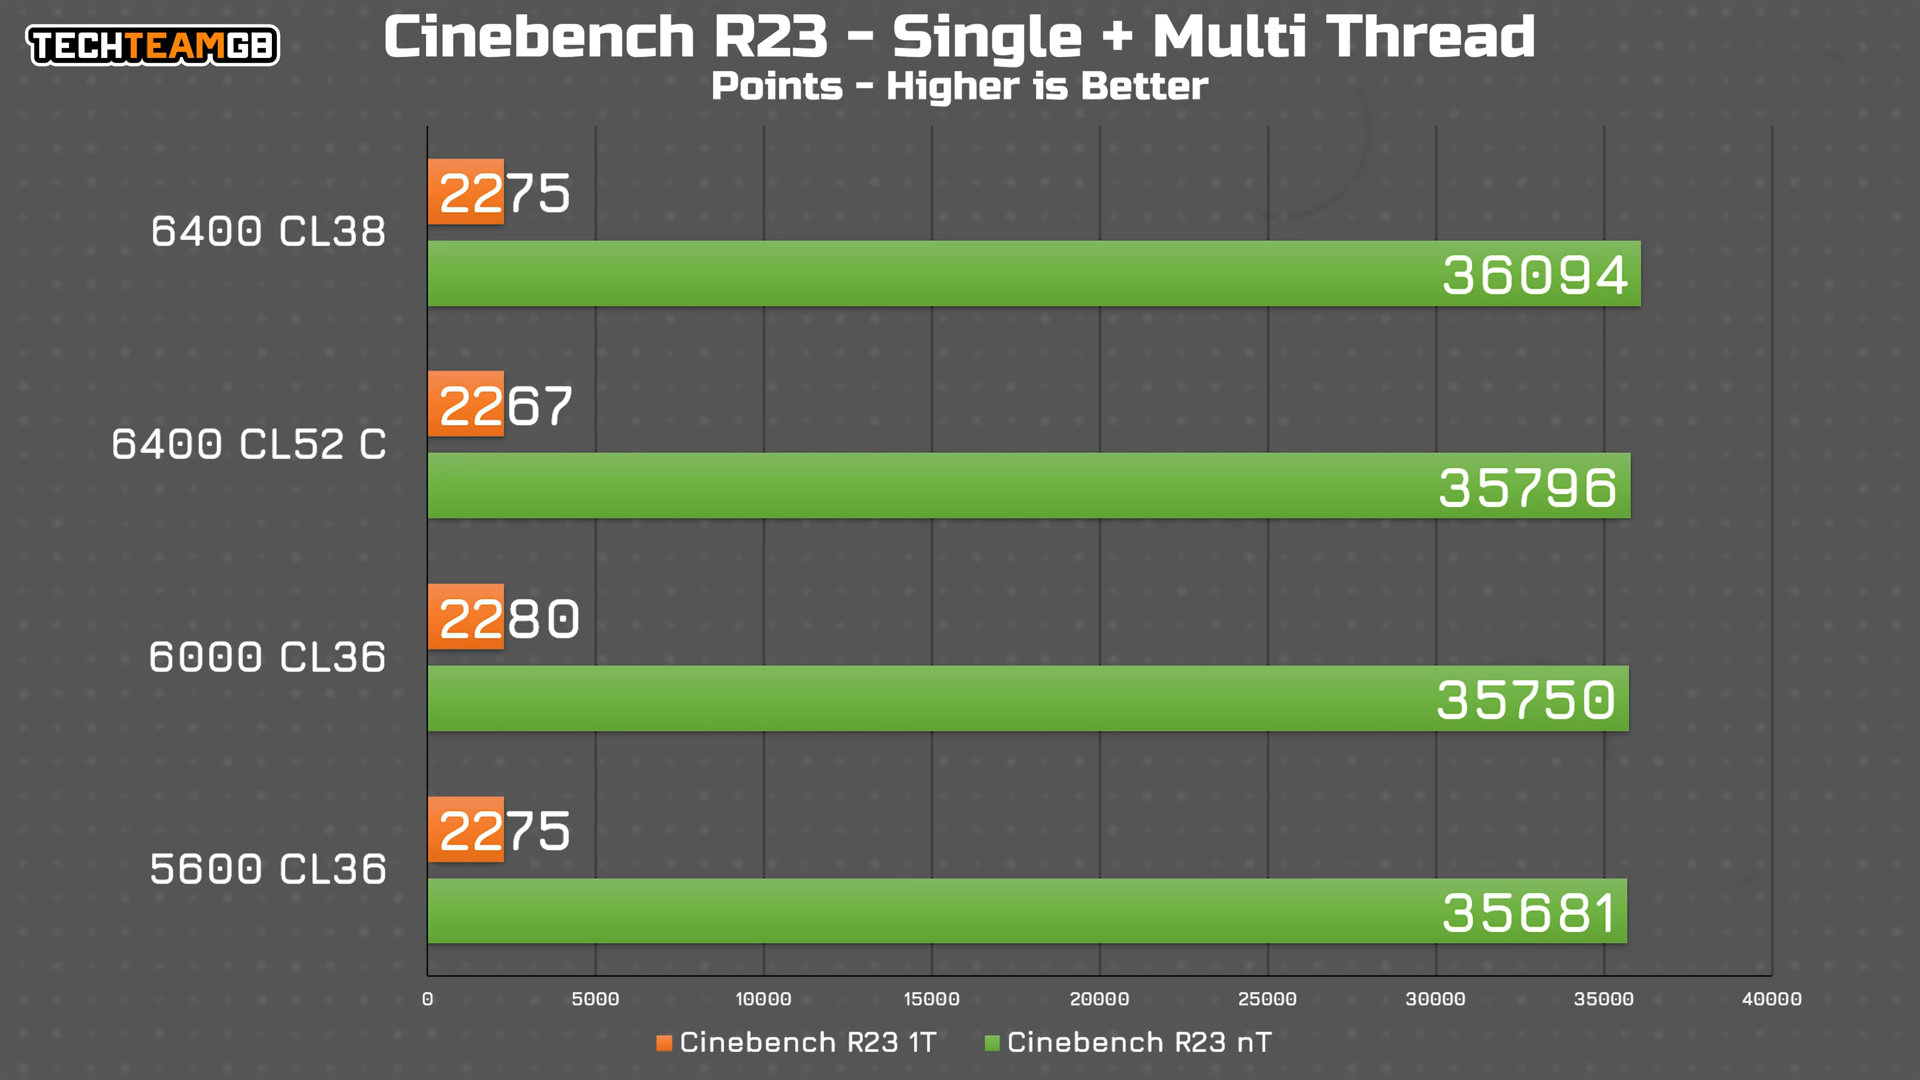 TECHTEAMGB
Cinebench R23 - Single + Multi Thread
Points - Higher is Better
6400 CL38
2275
36094
6400 CL52 C
2267
35796
6000 CL36
2280
35750
5600 CL36
2275
35681
0 5000 10000 15000 20000 25000 30000 35000 40000
Cinebench R23 1T Cinebench R23 nT